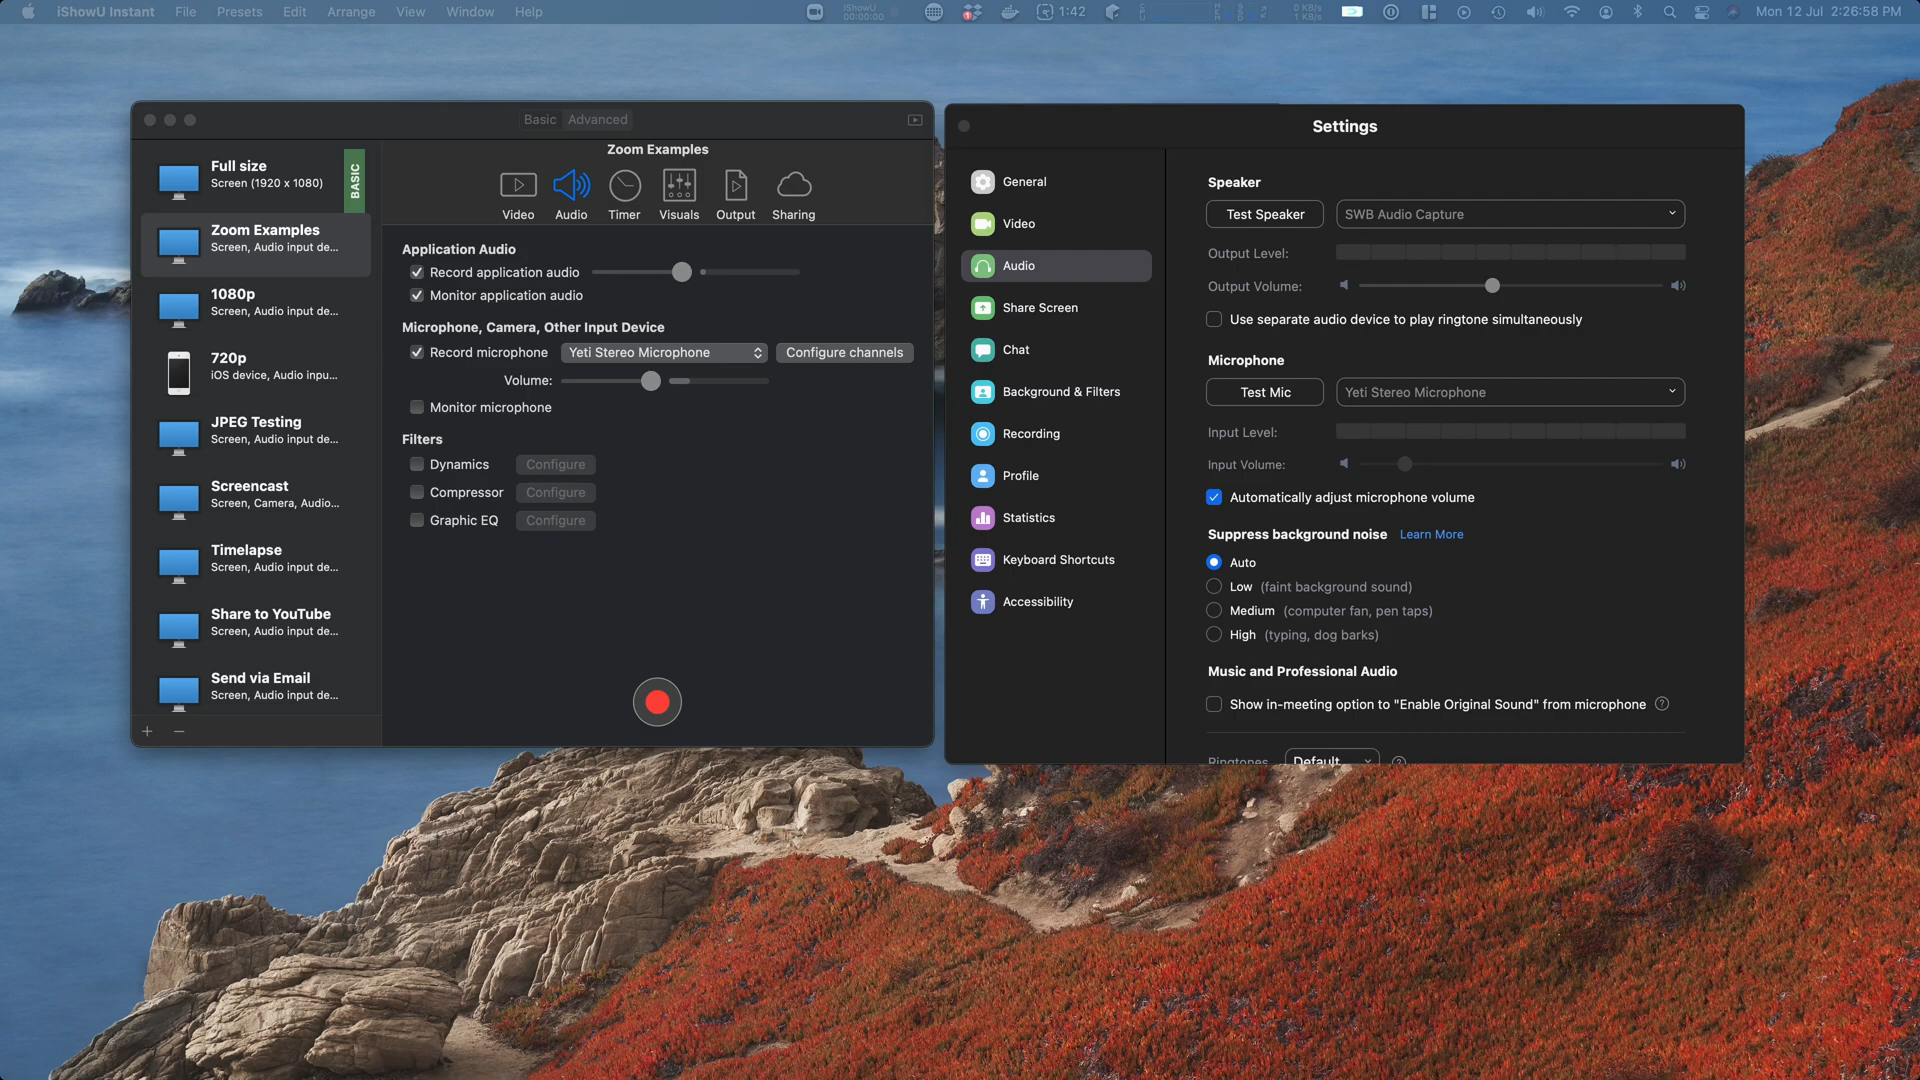 iShowU Instant File Presets Edit Arrange View Window Help
iShowU
00:00:00
1
1:42
0 KB/s
1 KB/s
Mon 12 Jul 2:26:58 PM
Basic Advanced
Full size
Screen (1920 x 1080)
BASIC
Zoom Examples
Screen, Audio input de...
1080p
Screen, Audio input de...
720p
iOS device, Audio inpu...
JPEG Testing
Screen, Audio input de...
Screencast
Screen, Camera, Audio...
Timelapse
Screen, Audio input de...
Share to YouTube
Screen, Audio input de...
Send via Email
Screen, Audio input de...
Zoom Examples
Video Audio Timer Visuals Output Sharing
Application Audio
Record application audio
Monitor application audio
Microphone, Camera, Other Input Device
Record microphone Yeti Stereo Microphone Configure channels
Volume:
Monitor microphone
Filters
Dynamics Configure
Compressor Configure
Graphic EQ Configure
Settings
General
Video
Audio
Share Screen
Chat
Background & Filters
Recording
Profile
Statistics
Keyboard Shortcuts
Accessibility
Speaker
Test Speaker SWB Audio Capture
Output Level:
Output Volume:
Use separate audio device to play ringtone simultaneously
Microphone
Test Mic Yeti Stereo Microphone
Input Level:
Input Volume:
Automatically adjust microphone volume
Suppress background noise Learn More
Auto
Low (faint background sound)
Medium (computer fan, pen taps)
High (typing, dog barks)
Music and Professional Audio
Show in-meeting option to "Enable Original Sound" from microphone ?
Ringtones Default ?